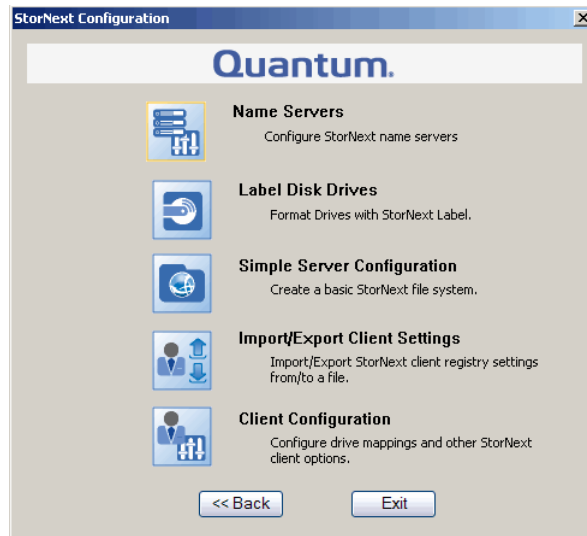 StorNext Configuration
Quantum.
Name Servers
Configure StorNext name servers
Label Disk Drives
Format Drives with StorNext Label.
Simple Server Configuration
Create a basic StorNext file system.
Import/Export Client Settings
Import/Export StorNext client registry settings
from/to a file.
Client Configuration
Configure drive mappings and other StorNext
client options.
<< Back
Exit